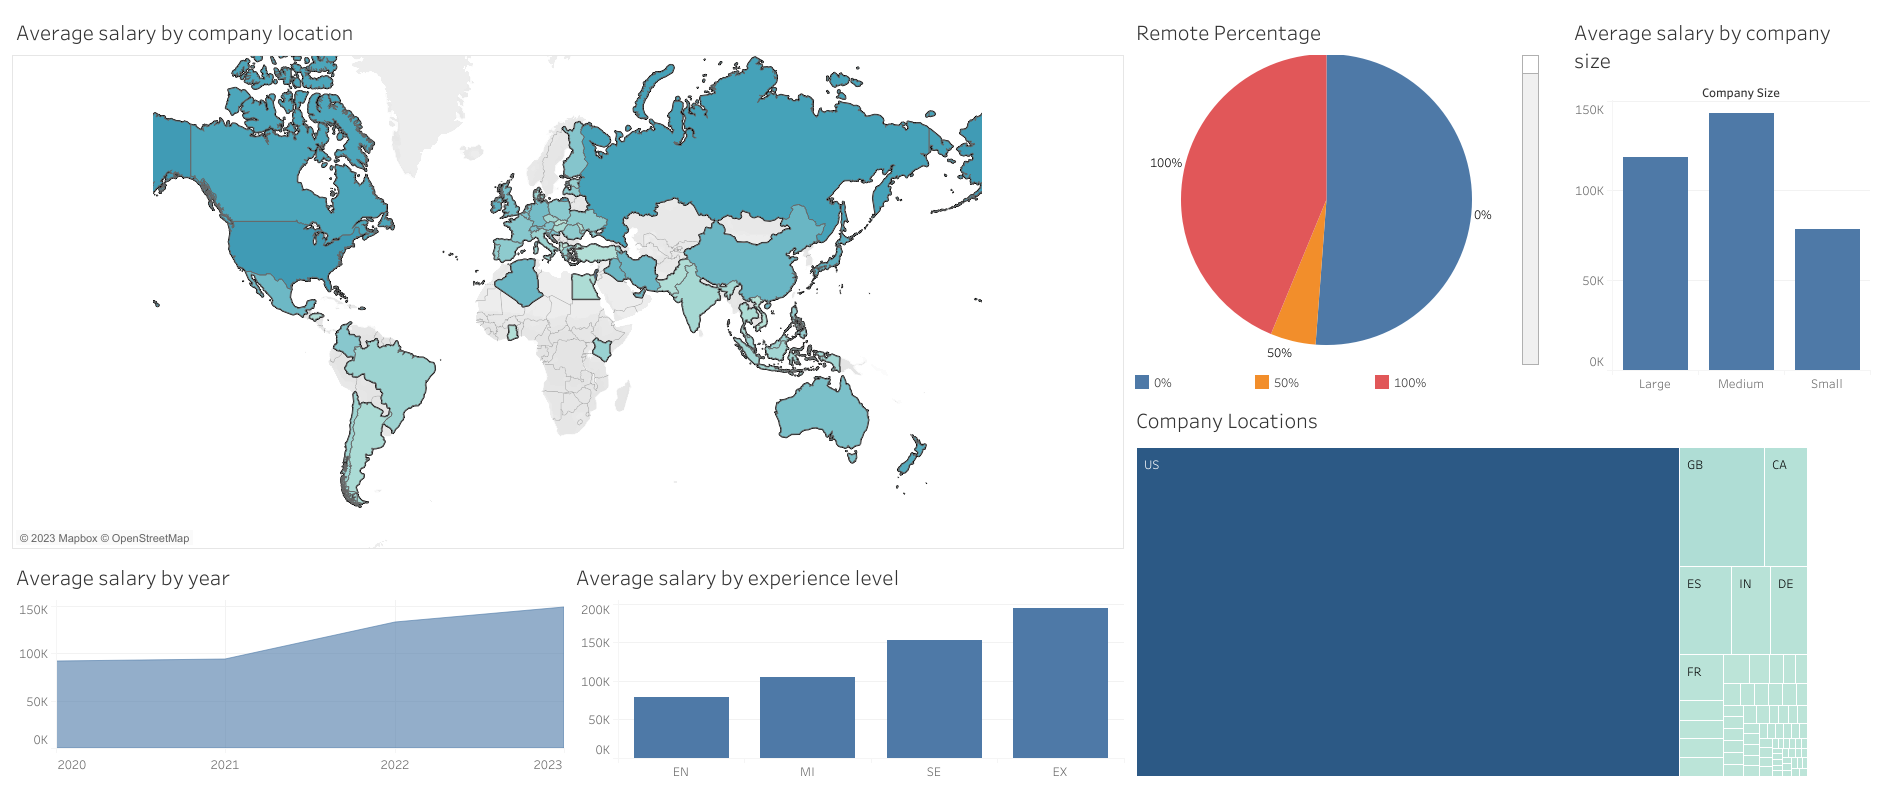 Average salary by company location
© 2023 Mapbox © OpenStreetMap
Remote Percentage
100%
0%
50%
0%
50%
100%
Average salary by company
size
Company Size
150K
100K
50K
0K
Large
Medium
Small
Company Locations
US
GB
CA
ES
IN
DE
FR
Average salary by year
150K
100K
50K
0K
2020
2021
2022
2023
Average salary by experience level
200K
150K
100K
50K
0K
EN
MI
SE
EX